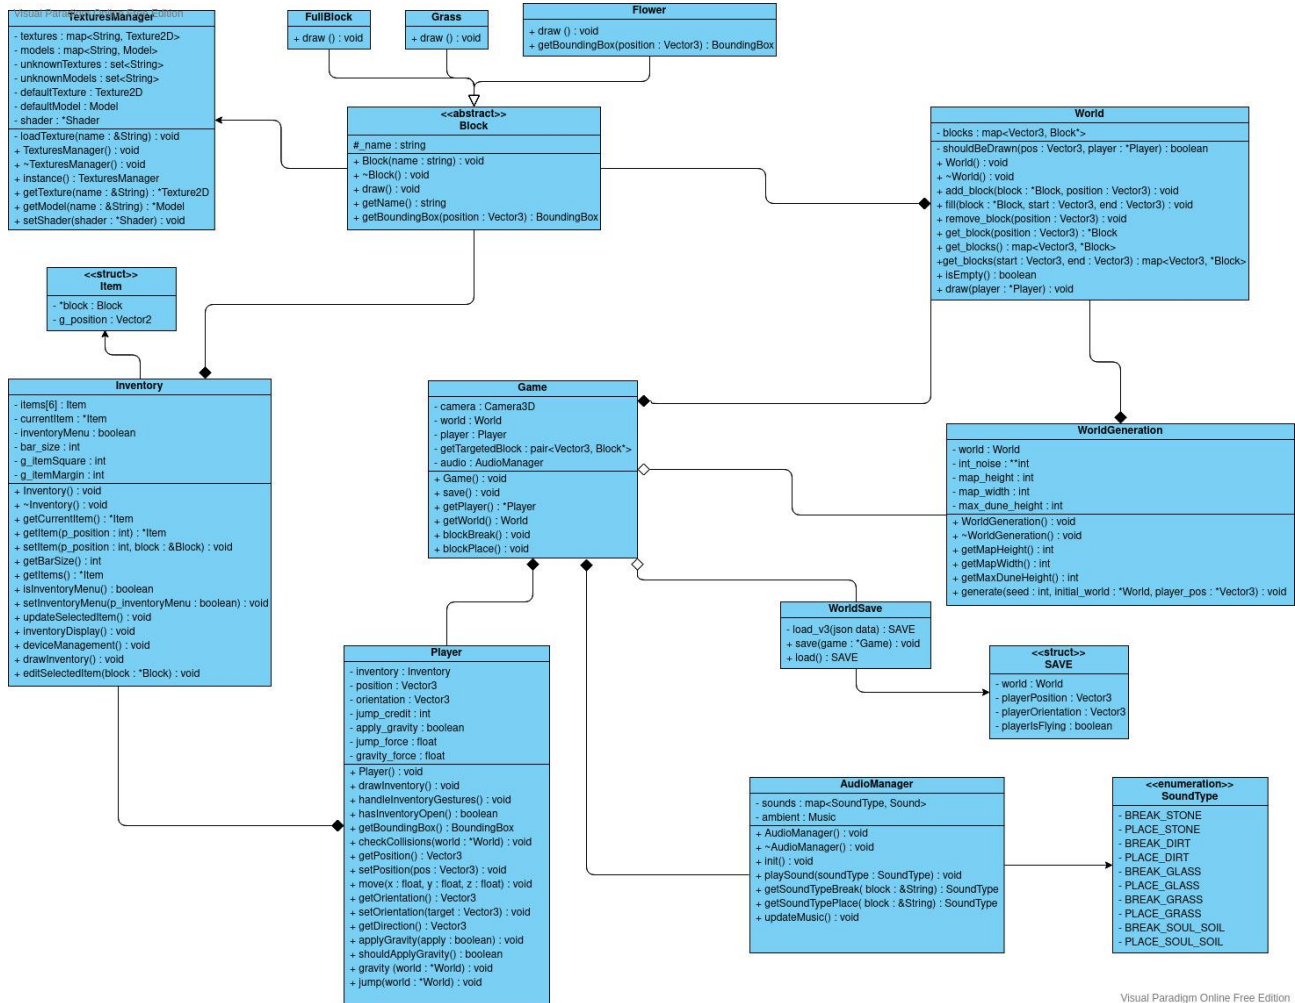 Visual Paradigm Online Free Edition
TexturesManager
- textures : map<String, Texture2D>
- models : map<String, Model>
- unknownTextures : set<String>
- unknownModels : set<String>
- defaultTexture : Texture2D
- defaultModel : Model
- shader : *Shader
- loadTexture(name : &String) : void
+ TexturesManager() : void
+ ~TexturesManager() : void
+ instance() : TexturesManager
+ getTexture(name : &String) : *Texture2D
+ getModel(name : &String) : *Model
+ setShader(shader : *Shader) : void
FullBlock
+ draw () : void
Grass
+ draw () : void
Flower
+ draw () : void
+ getBoundingBox(position : Vector3) : BoundingBox
<<abstract>>
Block
#_name : string
+ Block(name : string) : void
+ ~Block() : void
+ draw() : void
+ getName() : string
+ getBoundingBox(position : Vector3) : BoundingBox
World
- blocks : map<Vector3, Block*>
- shouldBeDrawn(pos : Vector3, player : *Player) : boolean
+ World() : void
+ ~World() : void
+ add_block(block : *Block, position : Vector3) : void
+ fill(block : *Block, start : Vector3, end : Vector3) : void
+ remove_block(position : Vector3) : void
+ get_block(position : Vector3) : *Block
+ get_blocks() : map<Vector3, *Block>
+get_blocks(start : Vector3, end : Vector3) : map<Vector3, *Block>
+ isEmpty() : boolean
+ draw(player : *Player) : void
<<struct>>
Item
- *block : Block
- g_position : Vector2
Inventory
- items[6] : Item
- currentItem : *Item
- inventoryMenu : boolean
- bar_size : int
- g_itemSquare : int
- g_itemMargin : int
+ Inventory() : void
+ ~Inventory() : void
+ getCurrentItem() : *Item
+ getItem(p_position : int) : *Item
+ setItem(p_position : int, block : &Block) : void
+ getBarSize() : int
+ getItems() : *Item
+ isInventoryMenu() : boolean
+ setInventoryMenu(p_inventoryMenu : boolean) : void
+ updateSelectedItem() : void
+ inventoryDisplay() : void
+ deviceManagement() : void
+ drawInventory() : void
+ editSelectedItem(block : *Block) : void
Game
- camera : Camera3D
- world : World
- player : Player
- getTargetedBlock : pair<Vector3, Block*>
- audio : AudioManager
+ Game() : void
+ save() : void
+ getPlayer() : *Player
+ getWorld() : World
+ blockBreak() : void
+ blockPlace() : void
WorldGeneration
- world : World
- int_noise : **int
- map_height : int
- map_width : int
- max_dune_height : int
+ WorldGeneration() : void
+ ~WorldGeneration() : void
+ getMapHeight() : int
+ getMapWidth() : int
+ getMaxDuneHeight() : int
+ generate(seed : int, initial_world : *World, player_pos : *Vector3) : void
WorldSave
- load_v3(json data) : SAVE
+ save(game : *Game) : void
+ load() : SAVE
<<struct>>
SAVE
- world : World
- playerPosition : Vector3
- playerOrientation : Vector3
- playerIsFlying : boolean
Player
- inventory : Inventory
- position : Vector3
- orientation : Vector3
- jump_credit : int
- apply_gravity : boolean
- jump_force : float
- gravity_force : float
+ Player() : void
+ drawInventory() : void
+ handleInventoryGestures() : void
+ hasInventoryOpen() : boolean
+ getBoundingBox() : BoundingBox
+ checkCollisions(world : *World) : void
+ getPosition() : Vector3
+ setPosition(pos : Vector3) : void
+ move(x : float, y : float, z : float) : void
+ getOrientation() : Vector3
+ setOrientation(target : Vector3) : void
+ getDirection() : Vector3
+ applyGravity(apply : boolean) : void
+ shouldApplyGravity() : boolean
+ gravity (world : *World) : void
+ jump(world : *World) : void
AudioManager
- sounds : map<SoundType, Sound>
- ambient : Music
+ AudioManager() : void
+ ~AudioManager() : void
+ init() : void
+ playSound(soundType : SoundType) : void
+ getSoundTypeBreak( block : &String) : SoundType
+ getSoundTypePlace( block : &String) : SoundType
+ updateMusic() : void
<<enumeration>>
SoundType
- BREAK_STONE
- PLACE_STONE
- BREAK_DIRT
- PLACE_DIRT
- BREAK_GLASS
- PLACE_GLASS
- BREAK_GRASS
- PLACE_GRASS
- BREAK_SOUL_SOIL
- PLACE_SOUL_SOIL
Visual Paradigm Online Free Edition